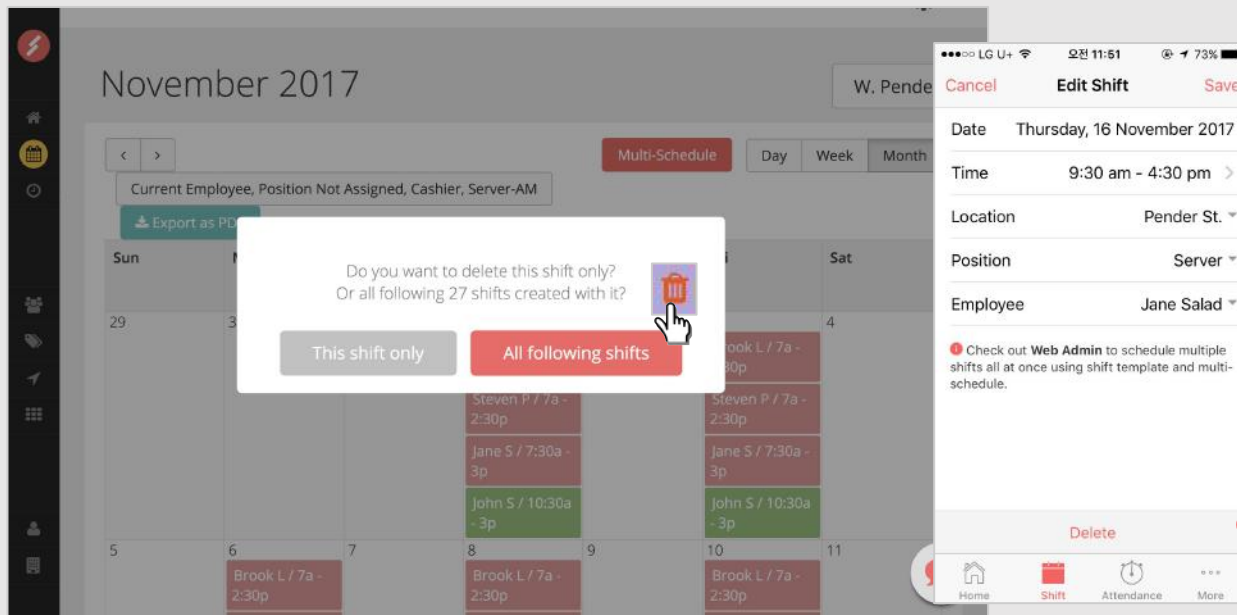 November 2017
W. Pende
Multi-Schedule
Day
Week
Month
Current Employee, Position Not Assigned, Cashier, Server-AM
Export as PD
Sun
Sat
29
3
4
Do you want to delete this shift only?
Or all following 27 shifts created with it?
This shift only
All following shifts
Steven P / 7a -
2:30p
Jane S / 7:30a -
3p
John S / 10:30a
- 3p
ook L / 7a -
30p
Steven P / 7a -
2:30p
Jane S / 7:30a -
3p
John S / 10:30a
- 3p
5
6
7
8
9
10
11
Brook L / 7a -
2:30p
Brook L / 7a -
2:30p
Brook L / 7a -
2:30p
LG U+
오전 11:51
73%
Cancel
Edit Shift
Save
Date
Thursday, 16 November 2017
Time
9:30 am - 4:30 pm
Location
Pender St.
Position
Server
Employee
Jane Salad
Check out Web Admin to schedule multiple
shifts all at once using shift template and multi-
schedule.
Delete
Home
Shift
Attendance
More